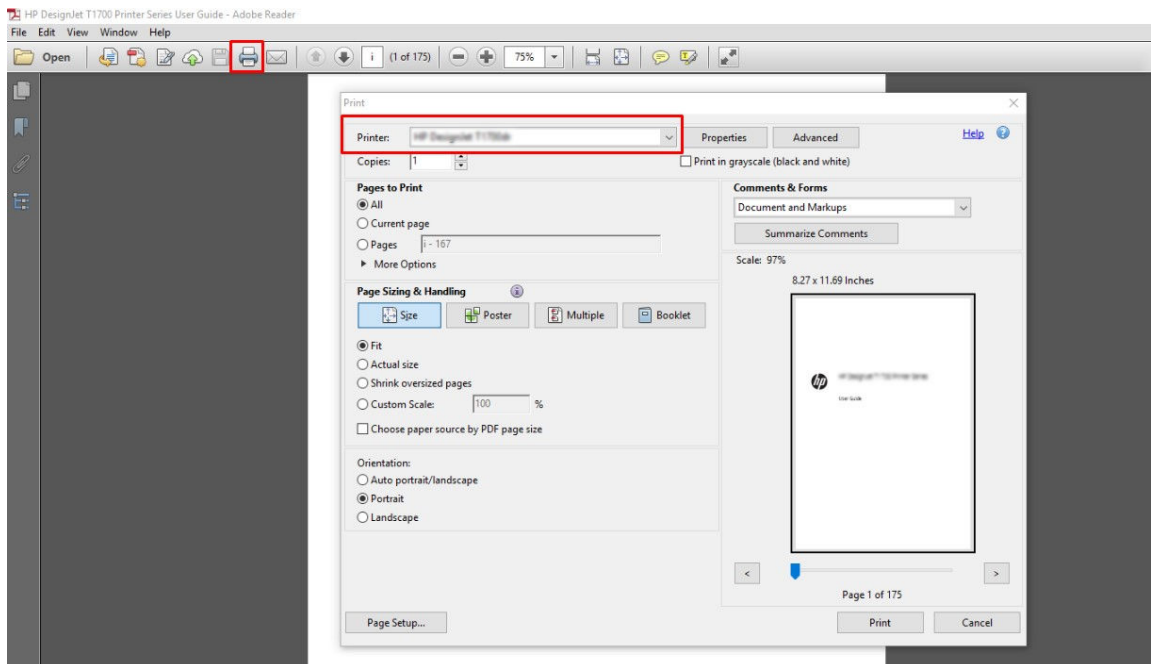 HP DesignJet T1700 Printer Series User Guide - Adobe Reader
File Edit View Window Help
Open i (1 of 175) 75%
Print
Printer: Properties Advanced Help
Copies: 1 Print in grayscale (black and white)
Pages to Print
All
Current page
Pages i - 167
More Options
Comments & Forms
Document and Markups
Summarize Comments
Page Sizing & Handling
Size Poster Multiple Booklet
Fit
Actual size
Shrink oversized pages
Custom Scale: 100 %
Choose paper source by PDF page size
Orientation:
Auto portrait/landscape
Portrait
Landscape
Scale: 97%
8.27 x 11.69 Inches
hp
User Guide
< >
Page 1 of 175
Page Setup... Print Cancel